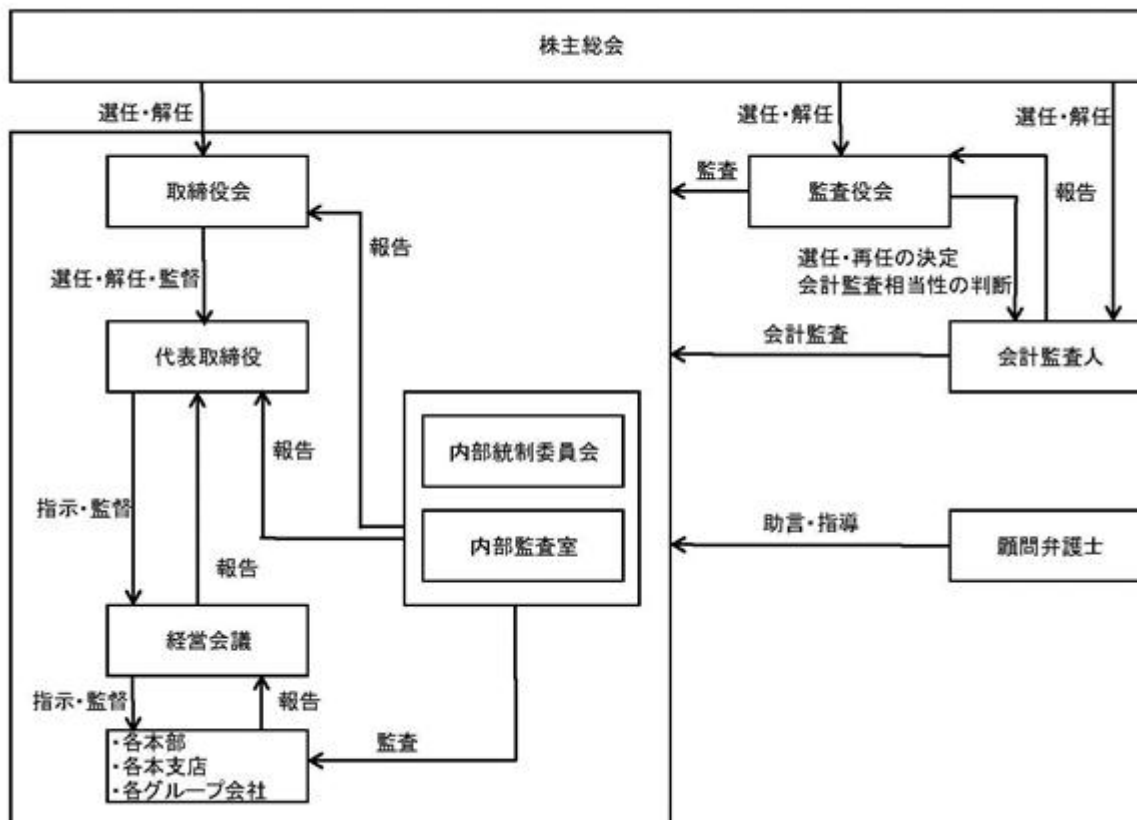 株主総会
選任・解任
選任・解任
選任・解任
取締役会
監査
監査役会
報告
報告
選任・解任・監督
選任・再任の決定
会計監査相当性の判断
代表取締役
会計監査
会計監査人
内部統制委員会
報告
指示・監督
助言・指導
内部監査室
顧問弁護士
報告
経営会議
指示・監督
報告
・各本部
・各本支店
・各グループ会社
監査